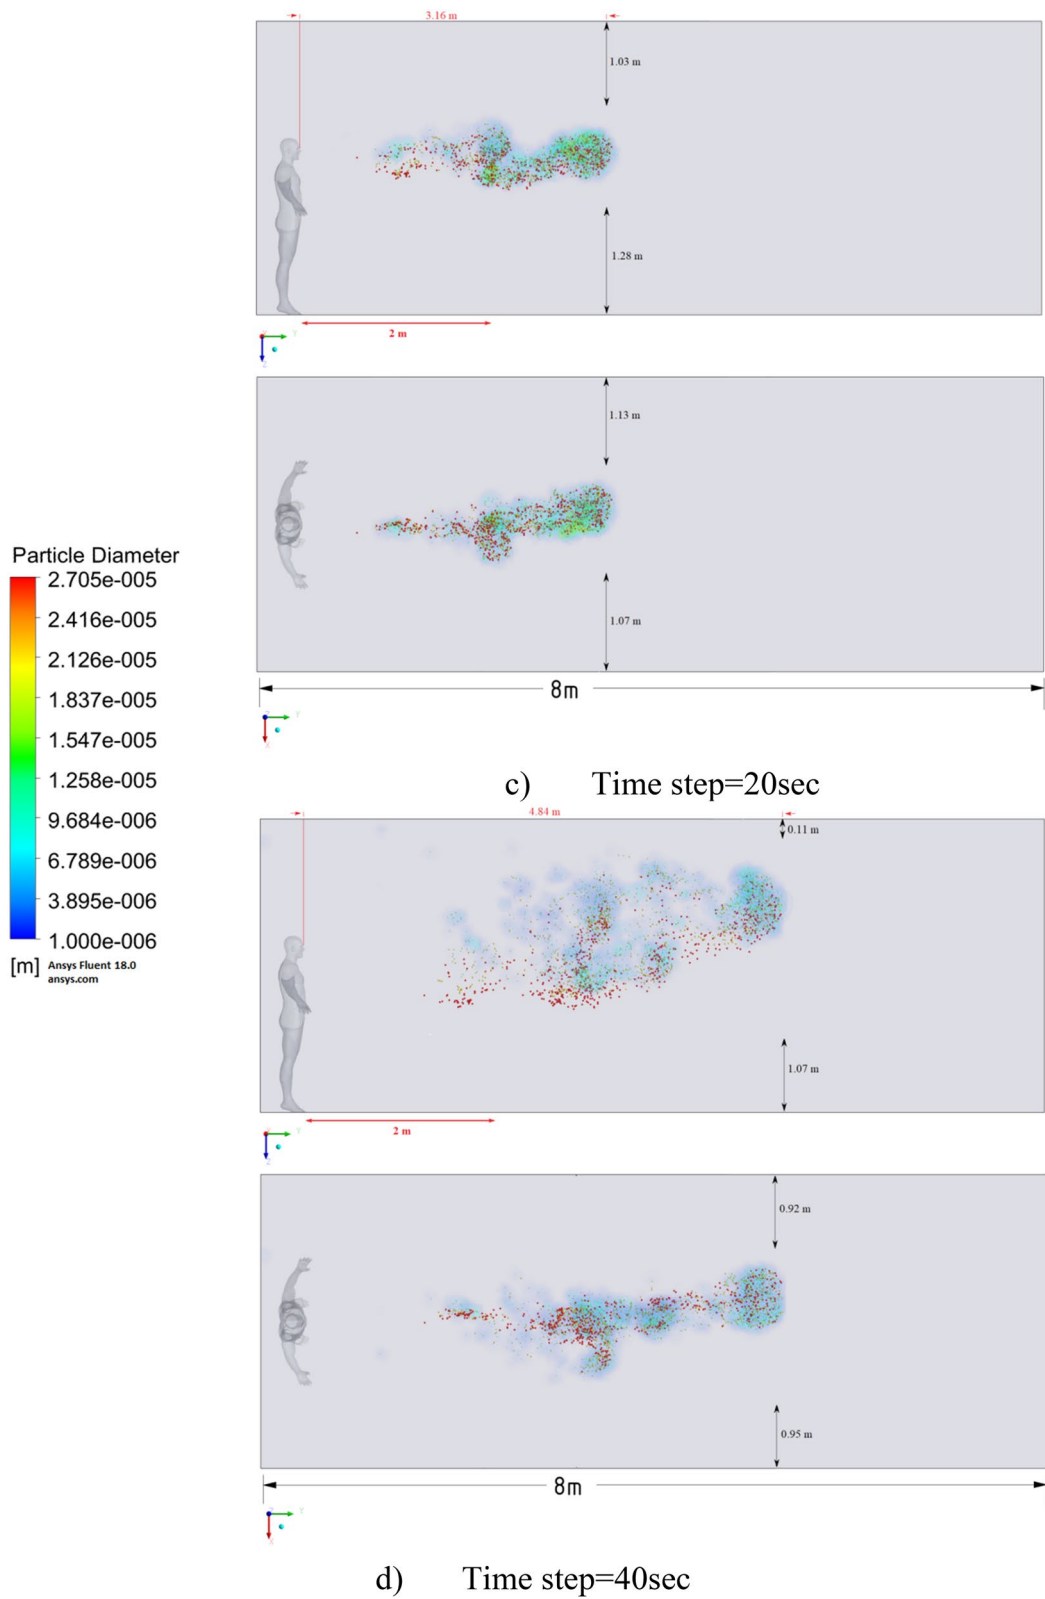 3.16 m
1.03 m
1.28 m
2 m
Y
Z
1.13 m
1.07 m
8m
Y
X
Particle Diameter
2.705e-005
2.416e-005
2.126e-005
1.837e-005
1.547e-005
1.258e-005
9.684e-006
6.789e-006
3.895e-006
1.000e-006
[m]
Ansys Fluent 18.0
ansys.com
c) Time step=20sec
4.84 m
0.11 m
1.07 m
2 m
Y
Z
0.92 m
0.95 m
8m
Z
Y
X
d) Time step=40sec